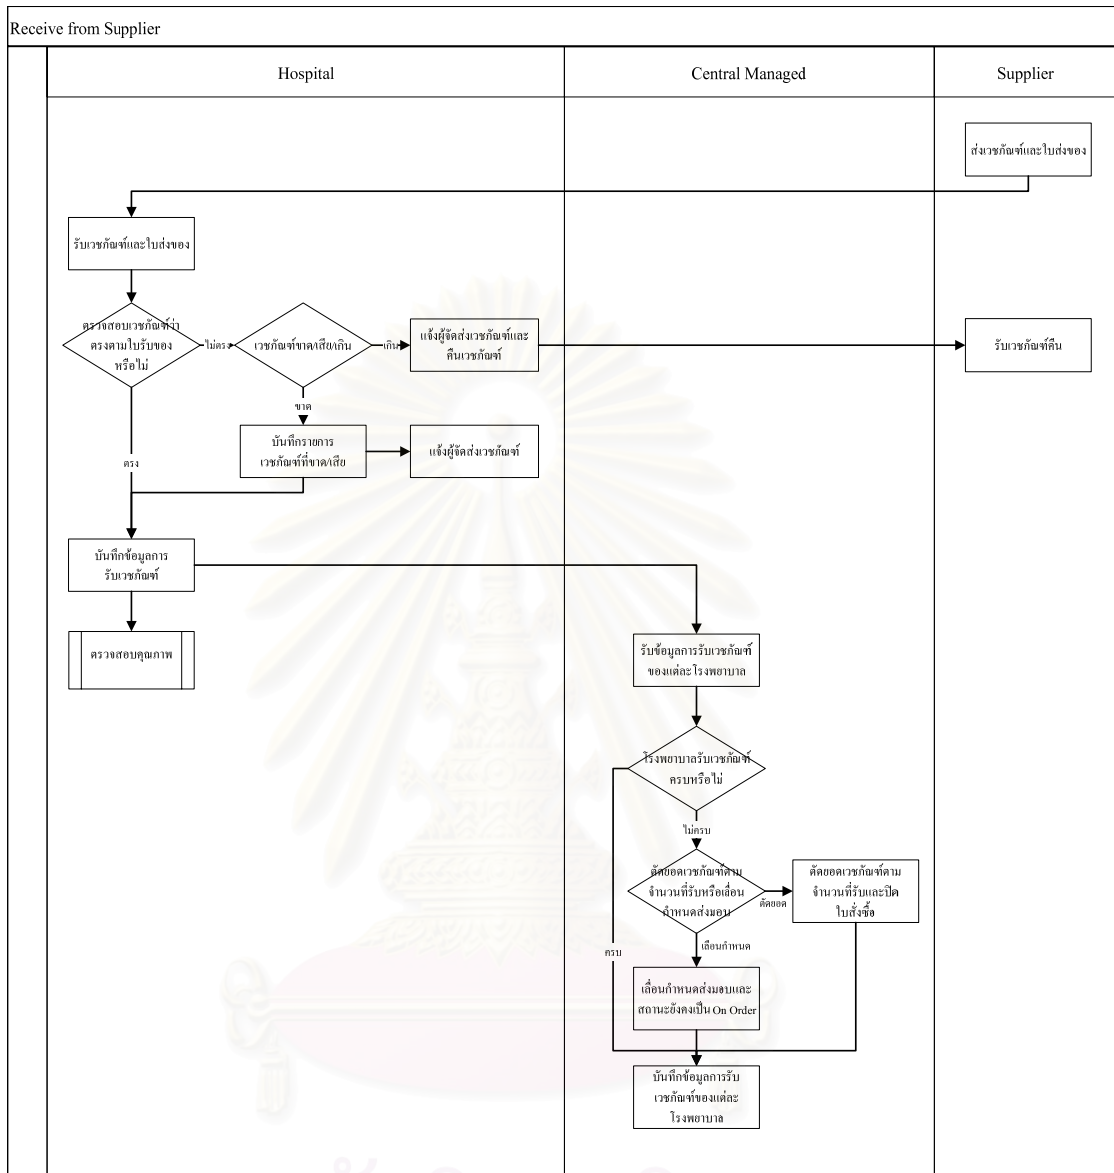 Receive from Supplier
Hospital
Central Managed
Supplier
ส่งเวชภัณฑ์และใบส่งของ
รับเวชภัณฑ์และใบส่งของ
ตรวจสอบเวชภัณฑ์ว่า
ตรงตามใบรับของ
หรือไม่
ไม่ตรง
เวชภัณฑ์ขาด/เสีย/เกิน
เกิน
แจ้งผู้จัดส่งเวชภัณฑ์และ
คืนเวชภัณฑ์
รับเวชภัณฑ์คืน
ขาด
บันทึกรายการ
เวชภัณฑ์ที่ขาด/เสีย
แจ้งผู้จัดส่งเวชภัณฑ์
ตรง
บันทึกข้อมูลการ
รับเวชภัณฑ์
ตรวจสอบคุณภาพ
รับข้อมูลการรับเวชภัณฑ์
ของแต่ละโรงพยาบาล
โรงพยาบาลรับเวชภัณฑ์
ครบหรือไม่
ไม่ครบ
ตัดยอดเวชภัณฑ์ตาม
จำนวนที่รับหรือเลื่อน
กำหนดส่งมอบ
ตัดยอด
ตัดยอดเวชภัณฑ์ตาม
จำนวนที่รับและปิด
ใบสั่งซื้อ
เลื่อนกำหนด
ครบ
เลื่อนกำหนดส่งมอบและ
สถานะยังคงเป็น On Order
บันทึกข้อมูลการรับ
เวชภัณฑ์ของแต่ละ
โรงพยาบาล